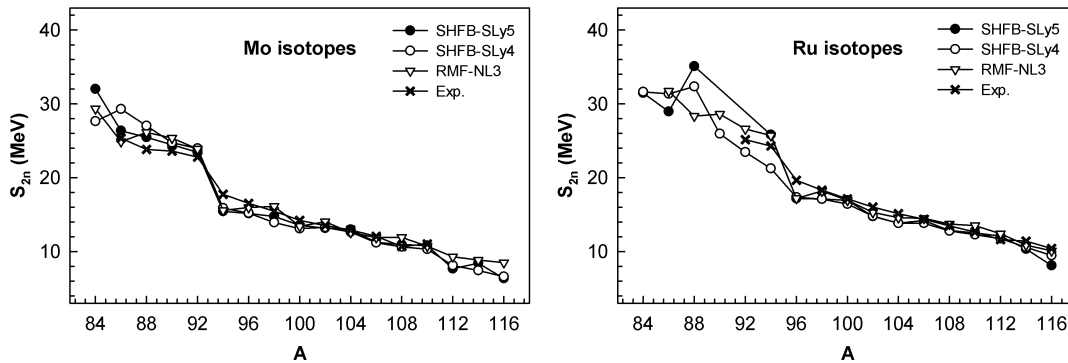 Mo isotopes
SHFB-SLy5
SHFB-SLy4
RMF-NL3
Exp.
S2n (MeV)
40
30
20
10
84 88 92 96 100 104 108 112 116
A
Ru isotopes
SHFB-SLy5
SHFB-SLy4
RMF-NL3
Exp.
S2n (MeV)
40
30
20
10
84 88 92 96 100 104 108 112 116
A